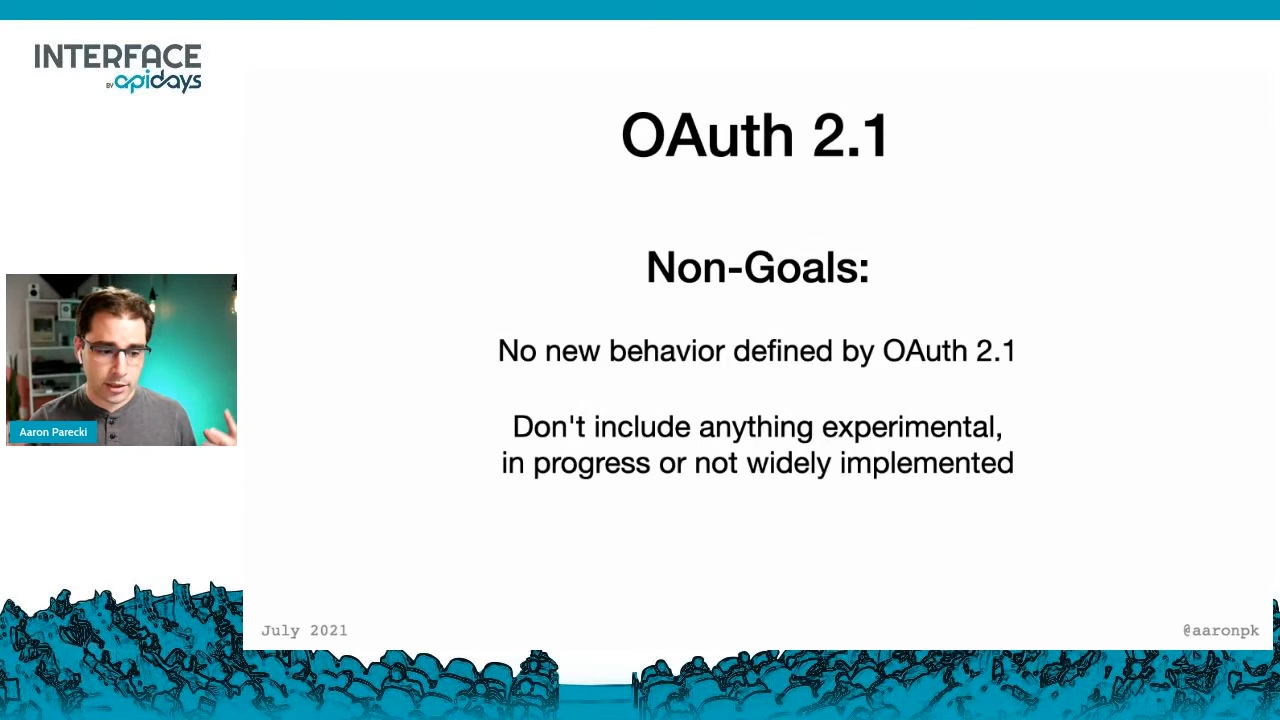 INTERFACE
BY apidays
OAuth 2.1
Non-Goals:
No new behavior defined by OAuth 2.1
Don't include anything experimental,
in progress or not widely implemented
Aaron Parecki
July 2021
@aaronpk